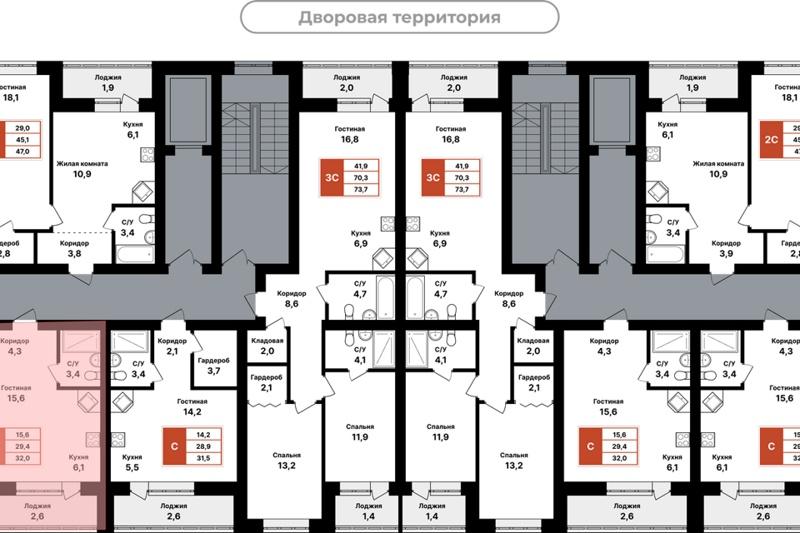 Дворовая территория
Лоджия
1,9
Лоджия
2,0
Лоджия
2,0
Лоджия
1,9
Гостиная
18,1
29,0
45,1
47,0
Кухня
6,1
Жилая комната
10,9
С/У
3,4
Коридор
3,8
2,8
Гостиная
16,8
3С
41,9
70,3
73,7
Кухня
6,9
С/У
4,7
Коридор
8,6
Гостиная
16,8
3С
41,9
70,3
73,7
Кухня
6,9
С/У
4,7
Коридор
8,6
Кухня
6,1
Жилая комната
10,9
С/У
3,4
Коридор
3,9
18,1
2С
2,8
Коридор
4,3
С/У
3,4
Гостиная
15,6
15,6
29,4
32,0
Кухня
6,1
Лоджия
2,6
Коридор
2,1
С/У
3,4
Гардероб
3,7
Гостиная
14,2
С
14,2
28,9
31,5
Кухня
5,5
Лоджия
2,6
Кладовая
2,0
Гардероб
2,1
С/У
4,1
Спальня
11,9
Спальня
13,2
Лоджия
1,4
С/У
4,1
Кладовая
2,0
Гардероб
2,1
Спальня
11,9
Спальня
13,2
Лоджия
1,4
Коридор
4,3
С/У
3,4
Гостиная
15,6
С
15,6
29,4
32,0
Кухня
6,1
Лоджия
2,6
С/У
3,4
Коридор
4,3
Гостиная
15,6
С
Кухня
6,1
Лоджия
2,6